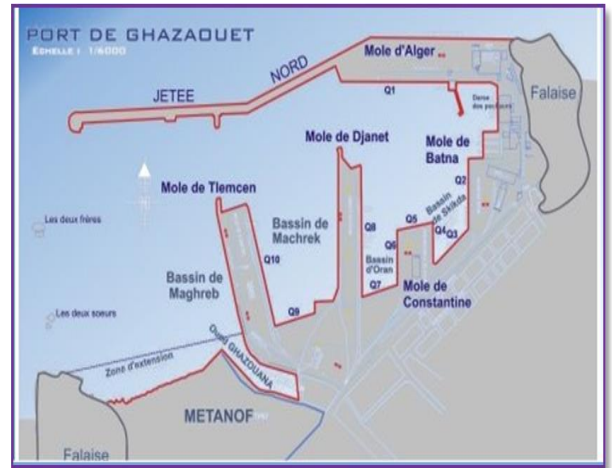 PORT DE GHAZAOUET
ECHELLE : 1/6000
JETEE
NORD
Mole d'Alger
Q1
Falaise
Darse
des pecheurs
Mole de
Batna
Mole de Djanet
Q2
Mole de Tlemcen
Bassin
de Skikda
Les deux frères
Bassin de
Machrek
Q8
Q5
Q4
Q3
Q6
Q10
Bassin
d'Oran
Bassin de
Maghreb
Q7
Mole de
Constantine
Q9
Les deux soeurs
Oued GHAZOUANA
Zone d'extension
METANOF
Falaise